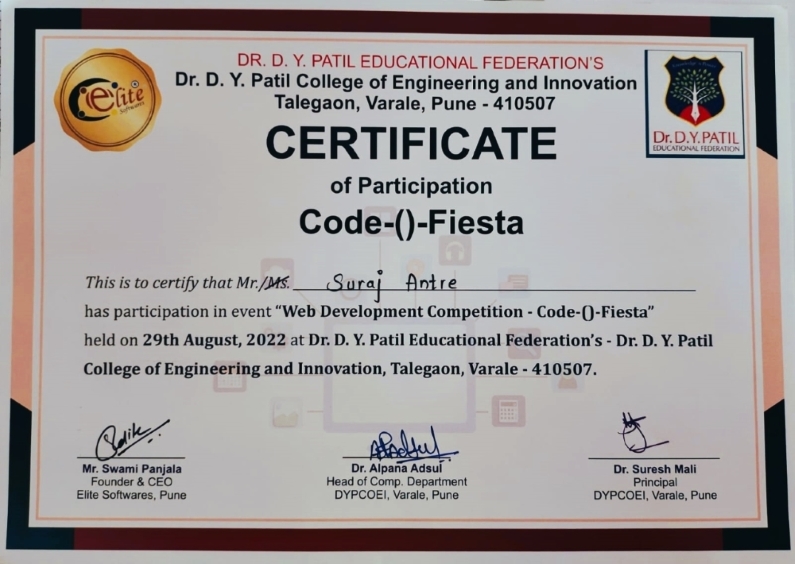 elite
Softwares
DR. D. Y. PATIL EDUCATIONAL FEDERATION'S
Dr. D. Y. Patil College of Engineering and Innovation
Talegaon, Varale, Pune - 410507
Dr.D.Y.PATIL
EDUCATIONAL FEDERATION
CERTIFICATE
of Participation
Code-()-Fiesta
This is to certify that Mr./Ms. Suraj Antre
has participation in event “Web Development Competition - Code-()-Fiesta”
held on 29th August, 2022 at Dr. D. Y. Patil Educational Federation's - Dr. D. Y. Patil
College of Engineering and Innovation, Talegaon, Varale - 410507.
Mr. Swami Panjala
Founder & CEO
Elite Softwares, Pune
Dr. Alpana Adsul
Head of Comp. Department
DYPCOEI, Varale, Pune
Dr. Suresh Mali
Principal
DYPCOEI, Varale, Pune